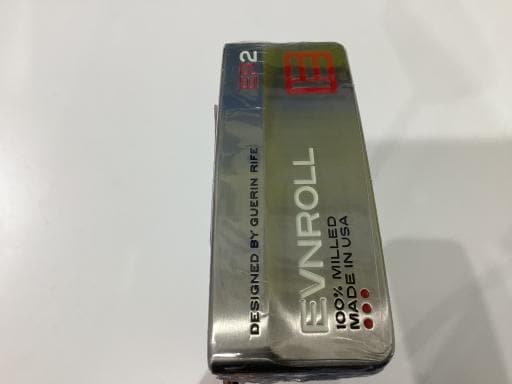 ER2
DESIGNED BY GUERIN RIFE
EVNROLL
100% MILLED
MADE IN USA